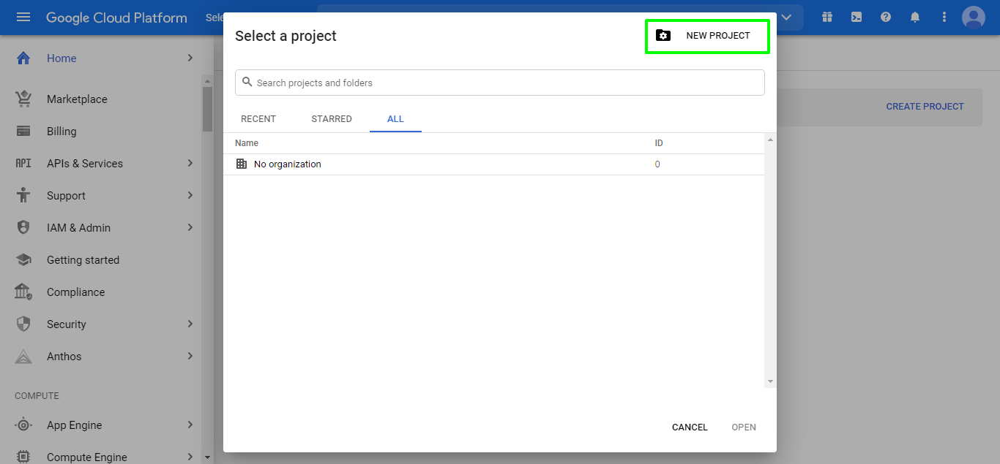 Google Cloud Platform
Sele
Select a project
NEW PROJECT
Search projects and folders
RECENT
STARRED
ALL
Name
ID
No organization
0
CANCEL
OPEN
CREATE PROJECT
Home
Marketplace
Billing
API
APIs & Services
Support
IAM & Admin
Getting started
Compliance
Security
Anthos
COMPUTE
App Engine
Compute Engine